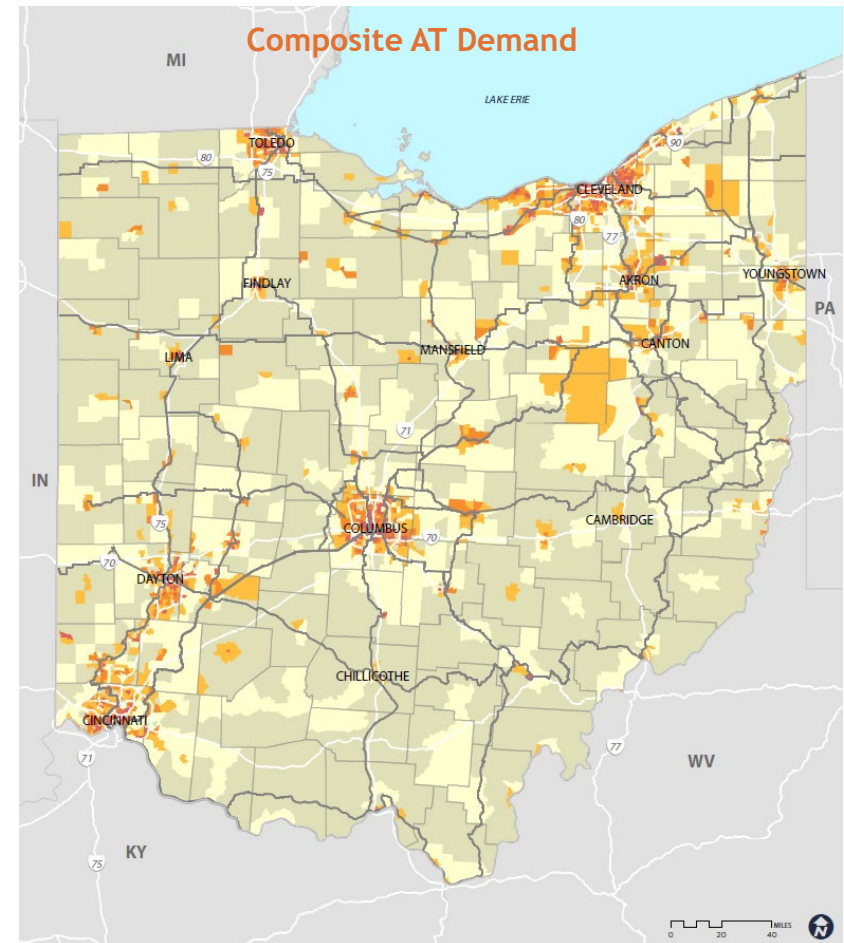 Composite AT Demand
MI
LAKE ERIE
TOLEDO
90
80
75
CLEVELAND
80
77
YOUNGSTOWN
AKRON
FINDLAY
PA
CANTON
MANSFIELD
LIMA
71
IN
CAMBRIDGE
75
COLUMBUS
70
70
DAYTON
CHILLICOTHE
CINCINNATI
77
71
WV
KY
75
MILES
0 20 40
N